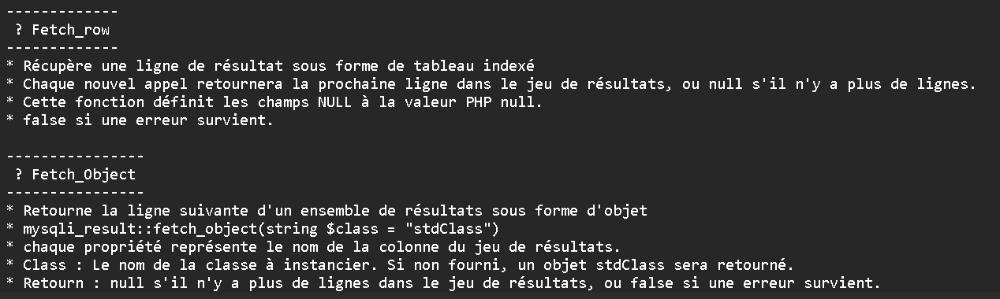 -------------
? Fetch_row
-------------
* Récupère une ligne de résultat sous forme de tableau indexé
* Chaque nouvel appel retournera la prochaine ligne dans le jeu de résultats, ou null s'il n'y a plus de lignes.
* Cette fonction définit les champs NULL à la valeur PHP null.
* false si une erreur survient.

----------------
? Fetch_Object
----------------
* Retourne la ligne suivante d'un ensemble de résultats sous forme d'objet
* mysqli_result::fetch_object(string $class = "stdClass")
* chaque propriété représente le nom de la colonne du jeu de résultats.
* Class : Le nom de la classe à instancier. Si non fourni, un objet stdClass sera retourné.
* Retourn : null s'il n'y a plus de lignes dans le jeu de résultats, ou false si une erreur survient.